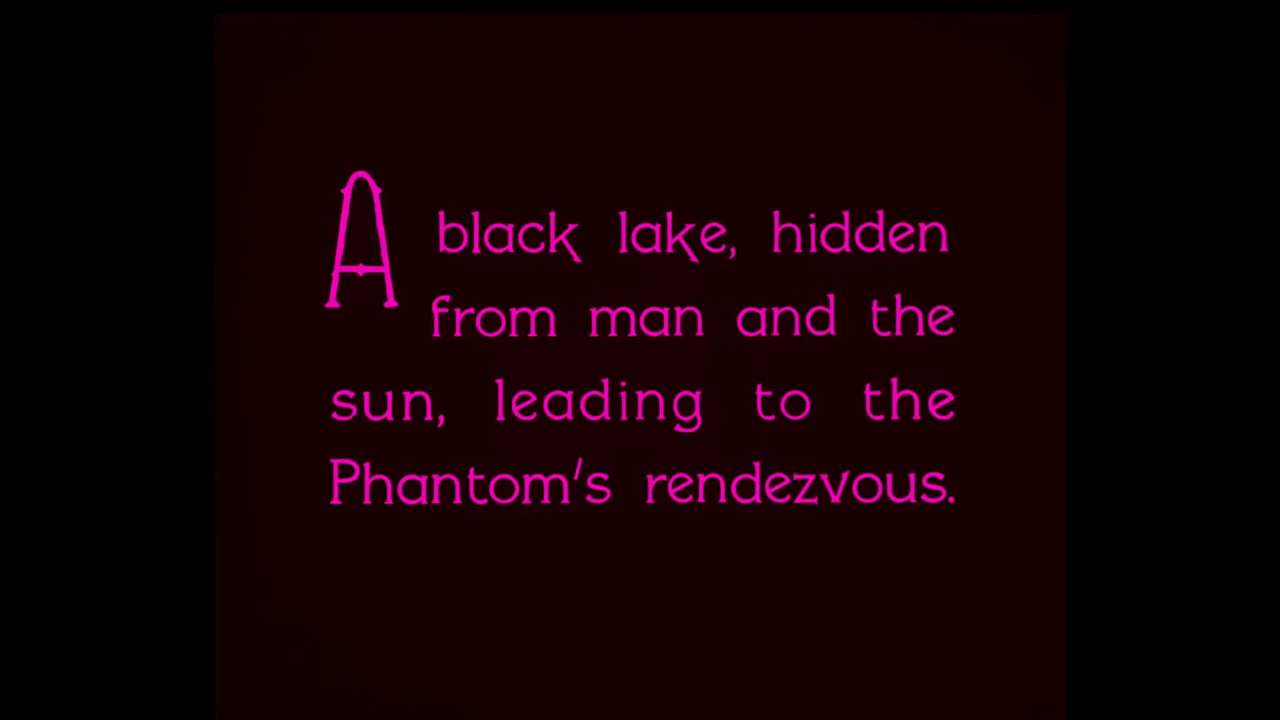 A black lake, hidden
from man and the
sun, leading to the
Phantom's rendezvous.